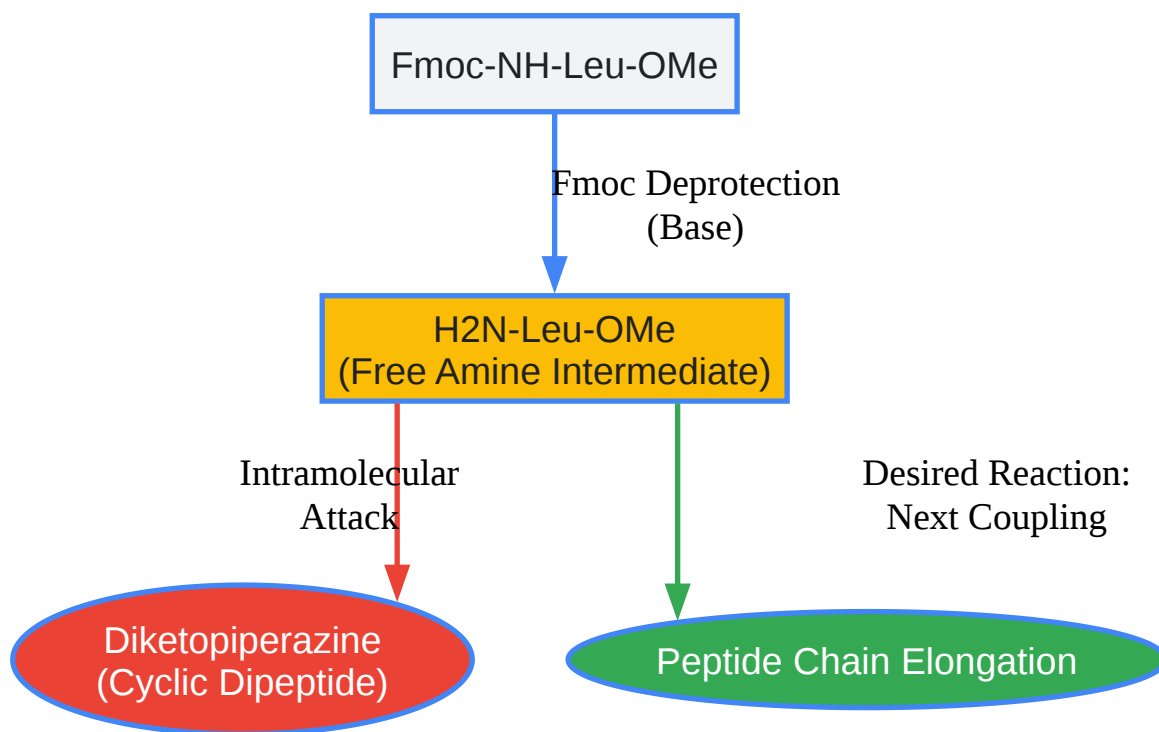 Fmoc-NH-Leu-OMe
Fmoc Deprotection
(Base)
H2N-Leu-OMe
(Free Amine Intermediate)
Intramolecular
Attack
Desired Reaction:
Next Coupling
Diketopiperazine
(Cyclic Dipeptide)
Peptide Chain Elongation